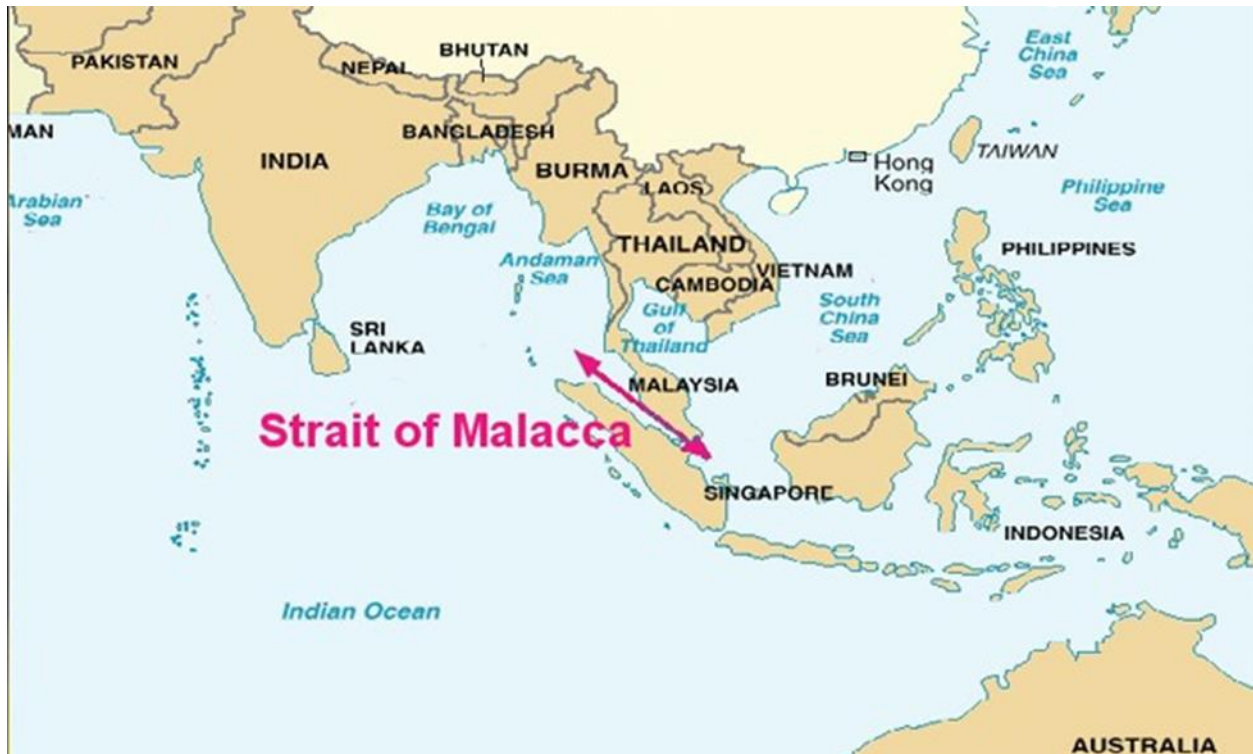 East
China
Sea
BHUTAN
PAKISTAN
NEPAL
MAN
BANGLADESH
INDIA
BURMA
Hong
Kong
TAIWAN
LAOS
Arabian
Sea
Bay of
Bengal
Philippine
Sea
THAILAND
PHILIPPINES
Andaman
Sea
VIETNAM
CAMBODIA
South
China
Sea
Gulf
of
Thailand
SRI
LANKA
MALAYSIA
BRUNEI
Strait of Malacca
SINGAPORE
INDONESIA
Indian Ocean
AUSTRALIA